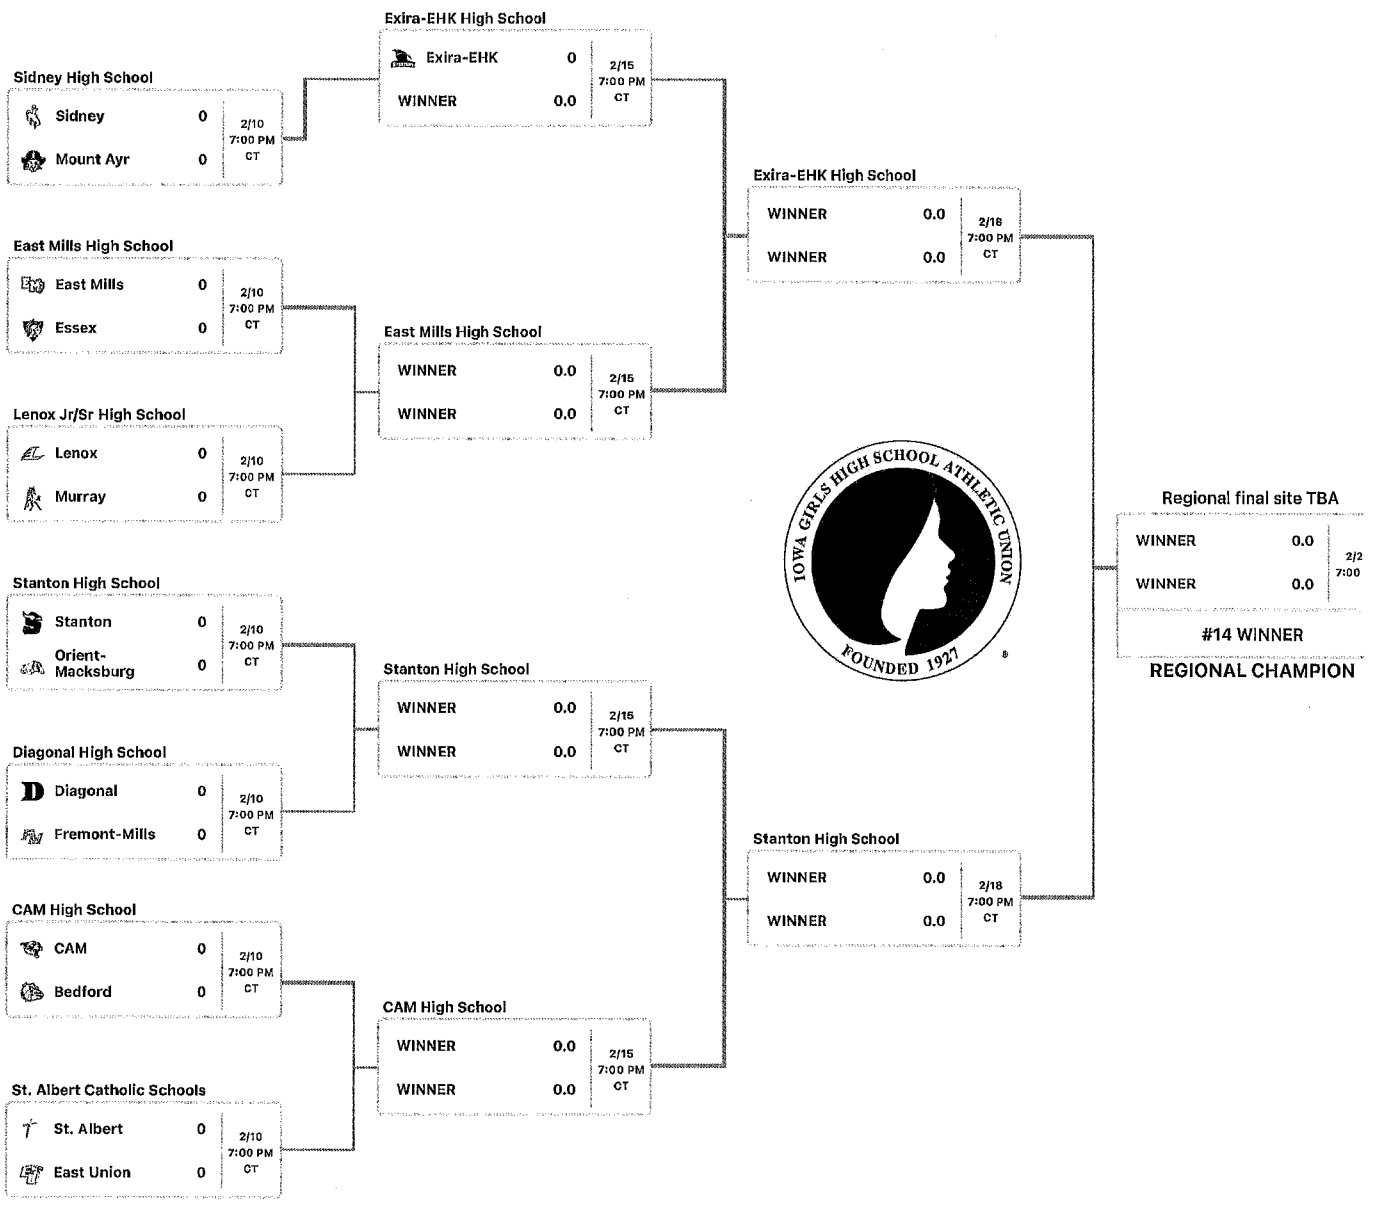 Exira-EHK High School
Exira-EHK 0
2/15
7:00 PM
CT
WINNER 0.0
Sidney High School
Sidney 0
2/10
7:00 PM
CT
Mount Ayr 0
Exira-EHK High School
WINNER 0.0
2/18
7:00 PM
CT
WINNER 0.0
East Mills High School
East Mills 0
2/10
7:00 PM
CT
Essex 0
East Mills High School
WINNER 0.0
2/15
7:00 PM
CT
WINNER 0.0
Lenox Jr/Sr High School
Lenox 0
2/10
7:00 PM
CT
Murray 0
IOWA GIRLS HIGH SCHOOL ATHLETIC UNION
FOUNDED 1927
®
Regional final site TBA
WINNER 0.0
2/2
7:00
WINNER 0.0
#14 WINNER
REGIONAL CHAMPION
Stanton High School
Stanton 0
2/10
7:00 PM
CT
Orient-
Macksburg 0
Stanton High School
WINNER 0.0
2/15
7:00 PM
CT
WINNER 0.0
Diagonal High School
D Diagonal 0
2/10
7:00 PM
CT
FM Fremont-Mills 0
Stanton High School
WINNER 0.0
2/18
7:00 PM
CT
WINNER 0.0
CAM High School
CAM 0
2/10
7:00 PM
CT
Bedford 0
CAM High School
WINNER 0.0
2/15
7:00 PM
CT
WINNER 0.0
St. Albert Catholic Schools
St. Albert 0
2/10
7:00 PM
CT
East Union 0